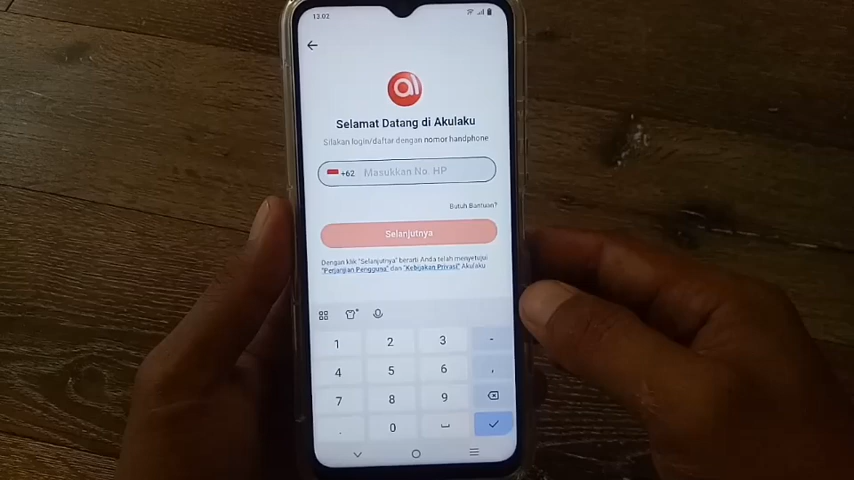 13.02
Selamat Datang di Akulaku
Silakan login/daftar dengan nomor handphone
+62 Masukkan No. HP
Butuh Bantuan?
Selanjutnya
Dengan klik "Selanjutnya" berarti Anda telah menyetujui
"Perjanjian Pengguna" dan "Kebijakan Privasi" Akulaku
1 2 3 -
4 5 6 ,
7 8 9
. 0